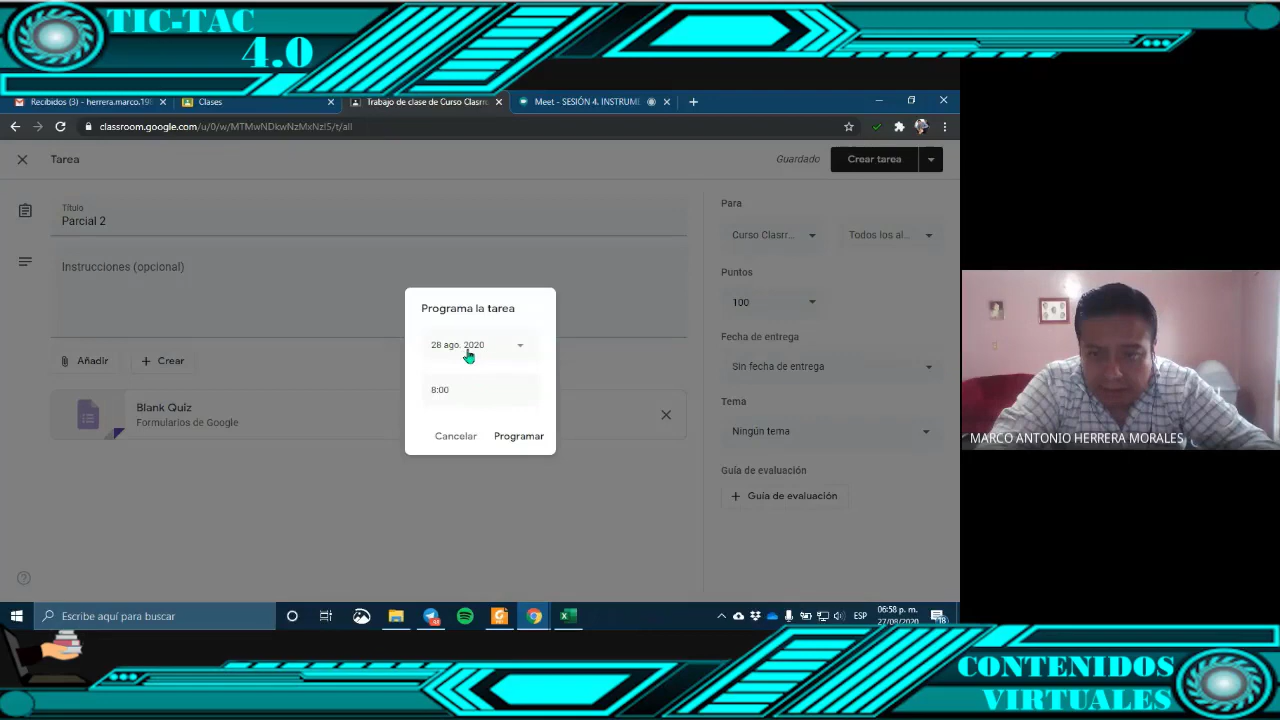 TIC-TAC
4.0
Recibidos (3) - herrera.marco.19
Clases
Trabajo de clase de Curso Clasrr
Meet - SESIÓN 4. INSTRUME
classroom.google.com/u/0/w/MTMwNDkwNzMxNzI5/t/all
Tarea
Guardado
Crear tarea
Título
Parcial 2
Instrucciones (opcional)
Añadir
Crear
Blank Quiz
Formularios de Google
Programa la tarea
28 ago. 2020
8:00
Cancelar
Programar
Para
Curso Clasrr...
Todos los al...
Puntos
100
Fecha de entrega
Sin fecha de entrega
Tema
Ningún tema
Guía de evaluación
Guía de evaluación
MARCO ANTONIO HERRERA MORALES
Escribe aquí para buscar
ESP
06:58 p. m.
27/08/2020
CONTENIDOS
VIRTUALES